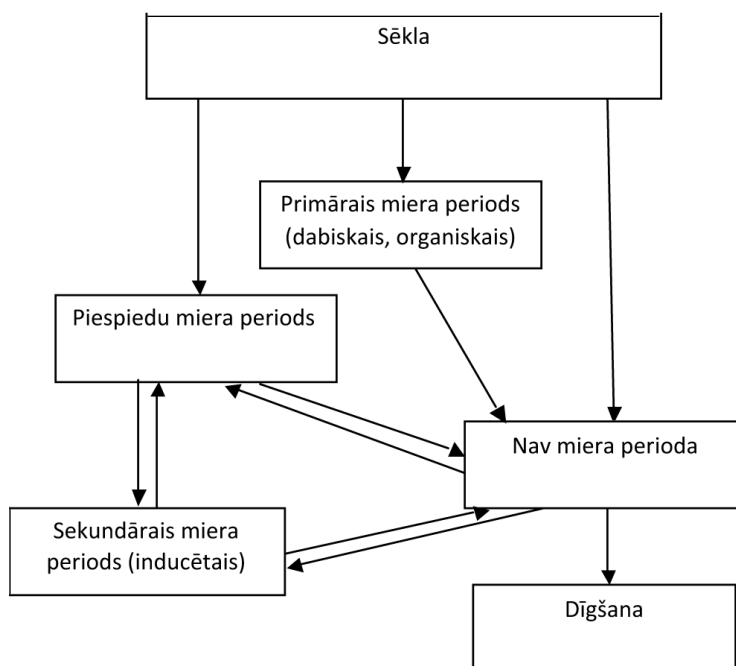 Sēkla
Primārais miera periods
(dabiskais, organiskais)
Piespiedu miera periods
Nav miera perioda
Sekundārais miera
periods (inducētais)
Dīgšana